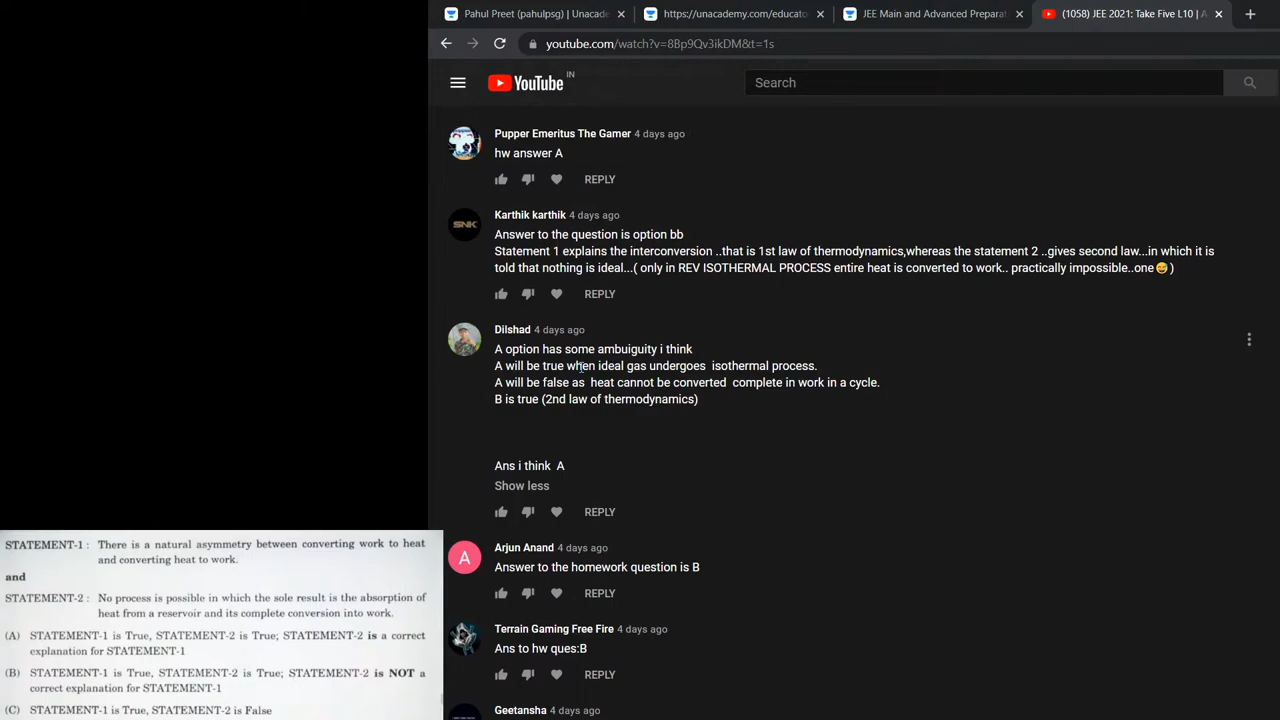 Pahul Preet (pahulpsg) | Unacade
https://unacademy.com/educato
JEE Main and Advanced Preparat
(1058) JEE 2021: Take Five L10 | A
youtube.com/watch?v=8Bp9Qv3ikDM&t=1s
YouTube IN
Search
Pupper Emeritus The Gamer 4 days ago
hw answer A
REPLY
Karthik karthik 4 days ago
Answer to the question is option bb
Statement 1 explains the interconversion ..that is 1st law of thermodynamics,whereas the statement 2 ..gives second law...in which it is
told that nothing is ideal...( only in REV ISOTHERMAL PROCESS entire heat is converted to work.. practically impossible..one😅)
REPLY
Dilshad 4 days ago
A option has some ambuiguity i think
A will be true when ideal gas undergoes isothermal process.
A will be false as heat cannot be converted complete in work in a cycle.
B is true (2nd law of thermodynamics)
Ans i think A
Show less
REPLY
Arjun Anand 4 days ago
Answer to the homework question is B
REPLY
Terrain Gaming Free Fire 4 days ago
Ans to hw ques:B
REPLY
Geetansha 4 days ago
SNK
A
STATEMENT-1 : There is a natural asymmetry between converting work to heat
and converting heat to work.
and
STATEMENT-2 : No process is possible in which the sole result is the absorption of
heat from a reservoir and its complete conversion into work.
(A) STATEMENT-1 is True, STATEMENT-2 is True; STATEMENT-2 is a correct
explanation for STATEMENT-1
(B) STATEMENT-1 is True, STATEMENT-2 is True; STATEMENT-2 is NOT a
correct explanation for STATEMENT-1
(C) STATEMENT-1 is True, STATEMENT-2 is False